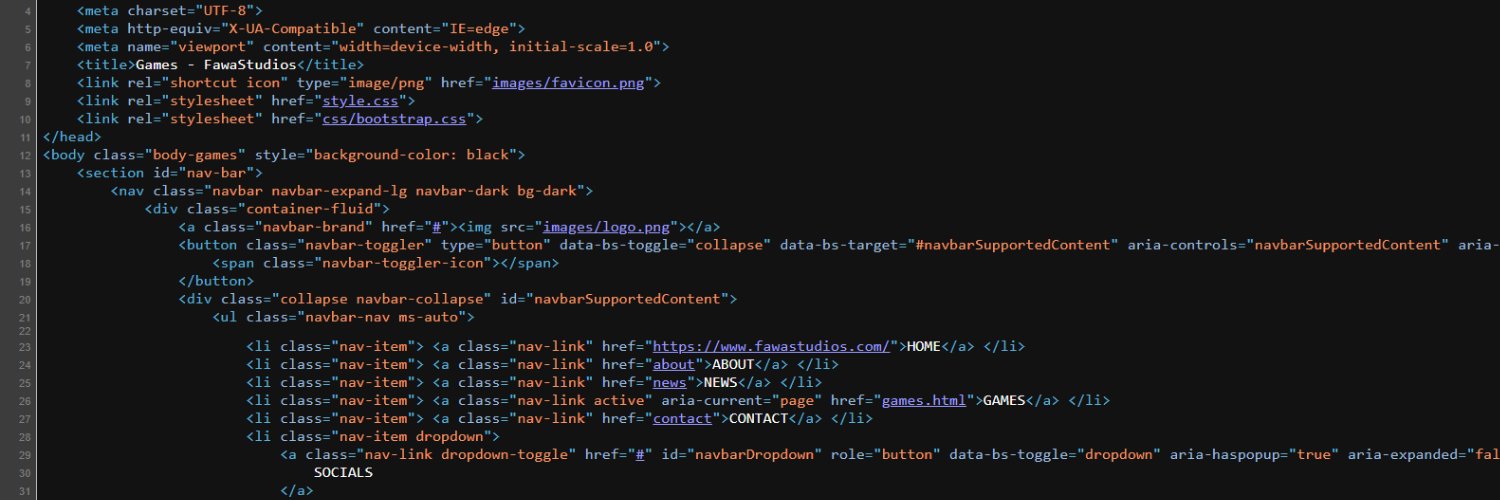 4 <meta charset="UTF-8">
5 <meta http-equiv="X-UA-Compatible" content="IE=edge">
6 <meta name="viewport" content="width=device-width, initial-scale=1.0">
7 <title>Games - FawaStudios</title>
8 <link rel="shortcut icon" type="image/png" href="images/favicon.png">
9 <link rel="stylesheet" href="style.css">
10 <link rel="stylesheet" href="css/bootstrap.css">
11 </head>
12 <body class="body-games" style="background-color: black">
13 <section id="nav-bar">
14 <nav class="navbar navbar-expand-lg navbar-dark bg-dark">
15 <div class="container-fluid">
16 <a class="navbar-brand" href="#"><img src="images/logo.png"></a>
17 <button class="navbar-toggler" type="button" data-bs-toggle="collapse" data-bs-target="#navbarSupportedContent" aria-controls="navbarSupportedContent" aria-
18 <span class="navbar-toggler-icon"></span>
19 </button>
20 <div class="collapse navbar-collapse" id="navbarSupportedContent">
21 <ul class="navbar-nav ms-auto">
22
23 <li class="nav-item"> <a class="nav-link" href="https://www.fawastudios.com/">HOME</a> </li>
24 <li class="nav-item"> <a class="nav-link" href="about">ABOUT</a> </li>
25 <li class="nav-item"> <a class="nav-link" href="news">NEWS</a> </li>
26 <li class="nav-item"> <a class="nav-link active" aria-current="page" href="games.html">GAMES</a> </li>
27 <li class="nav-item"> <a class="nav-link" href="contact">CONTACT</a> </li>
28 <li class="nav-item dropdown">
29 <a class="nav-link dropdown-toggle" href="#" id="navbarDropdown" role="button" data-bs-toggle="dropdown" aria-haspopup="true" aria-expanded="fal
30 SOCIALS
31 </a>